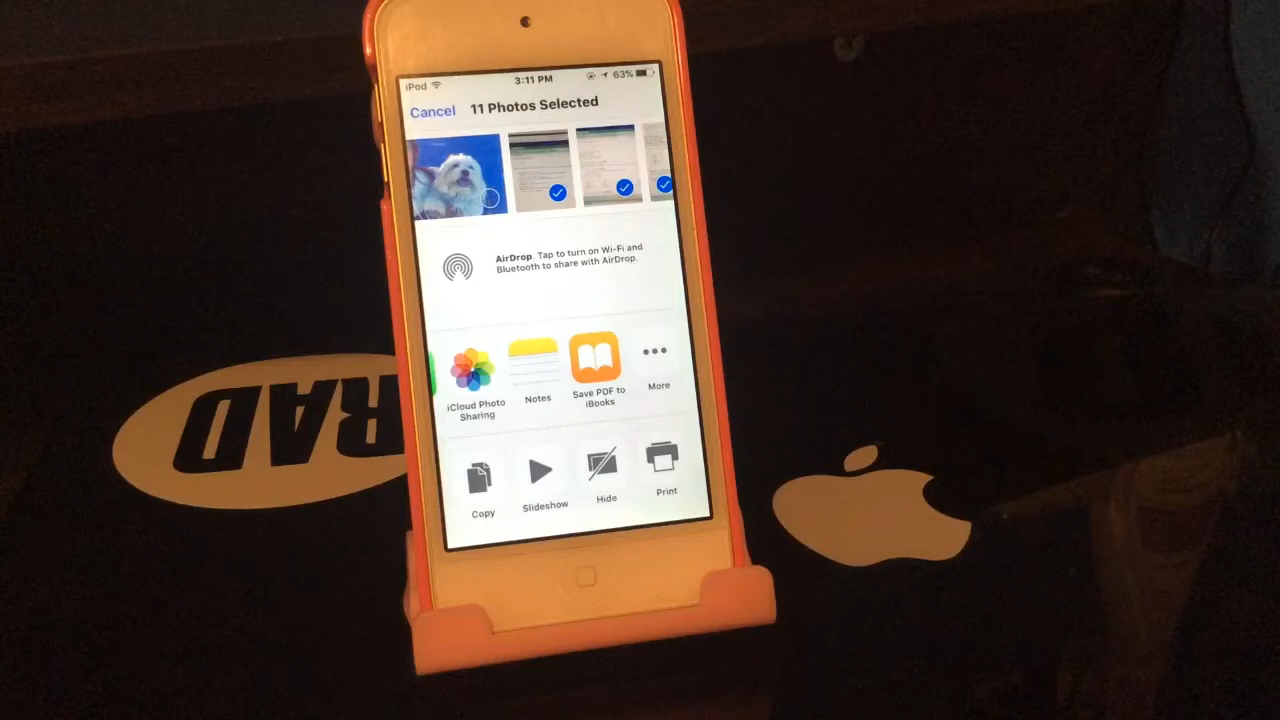 iPod 3:11 PM 63%
Cancel 11 Photos Selected
AirDrop. Tap to turn on Wi-Fi and
Bluetooth to share with AirDrop.
iCloud Photo
Sharing
Notes
Save PDF to
iBooks
More
Copy
Slideshow
Hide
Print
RAD